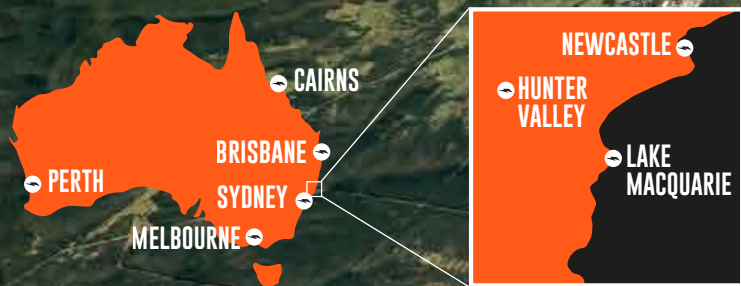 CAIRNS
BRISBANE
PERTH
SYDNEY
MELBOURNE
NEWCASTLE
HUNTER
VALLEY
LAKE
MACQUARIE